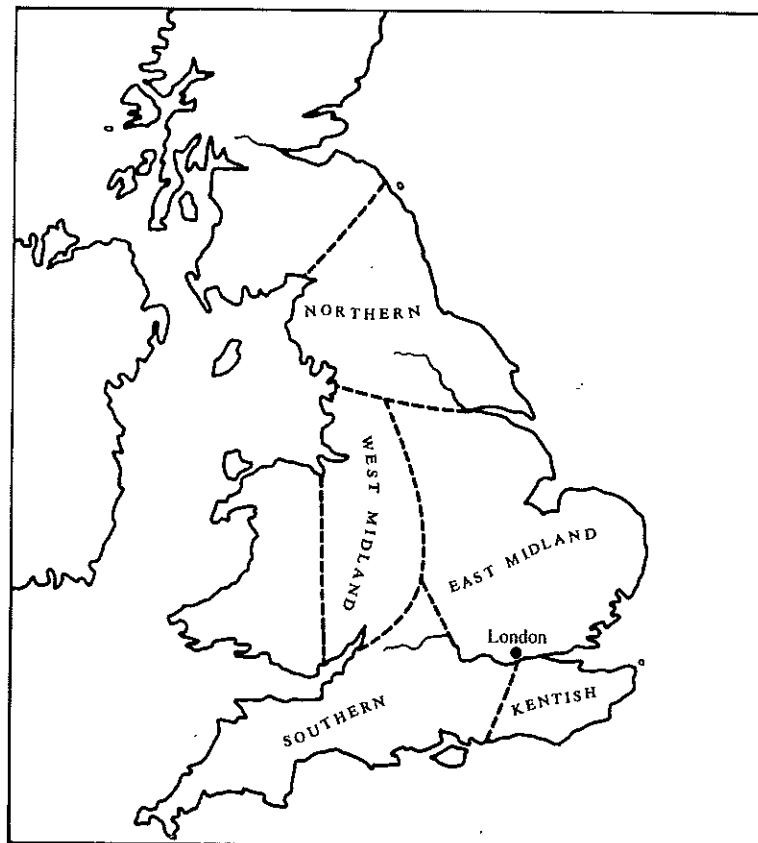 NORTHERN
WEST MIDLAND
EAST MIDLAND
London
KENTISH
SOUTHERN